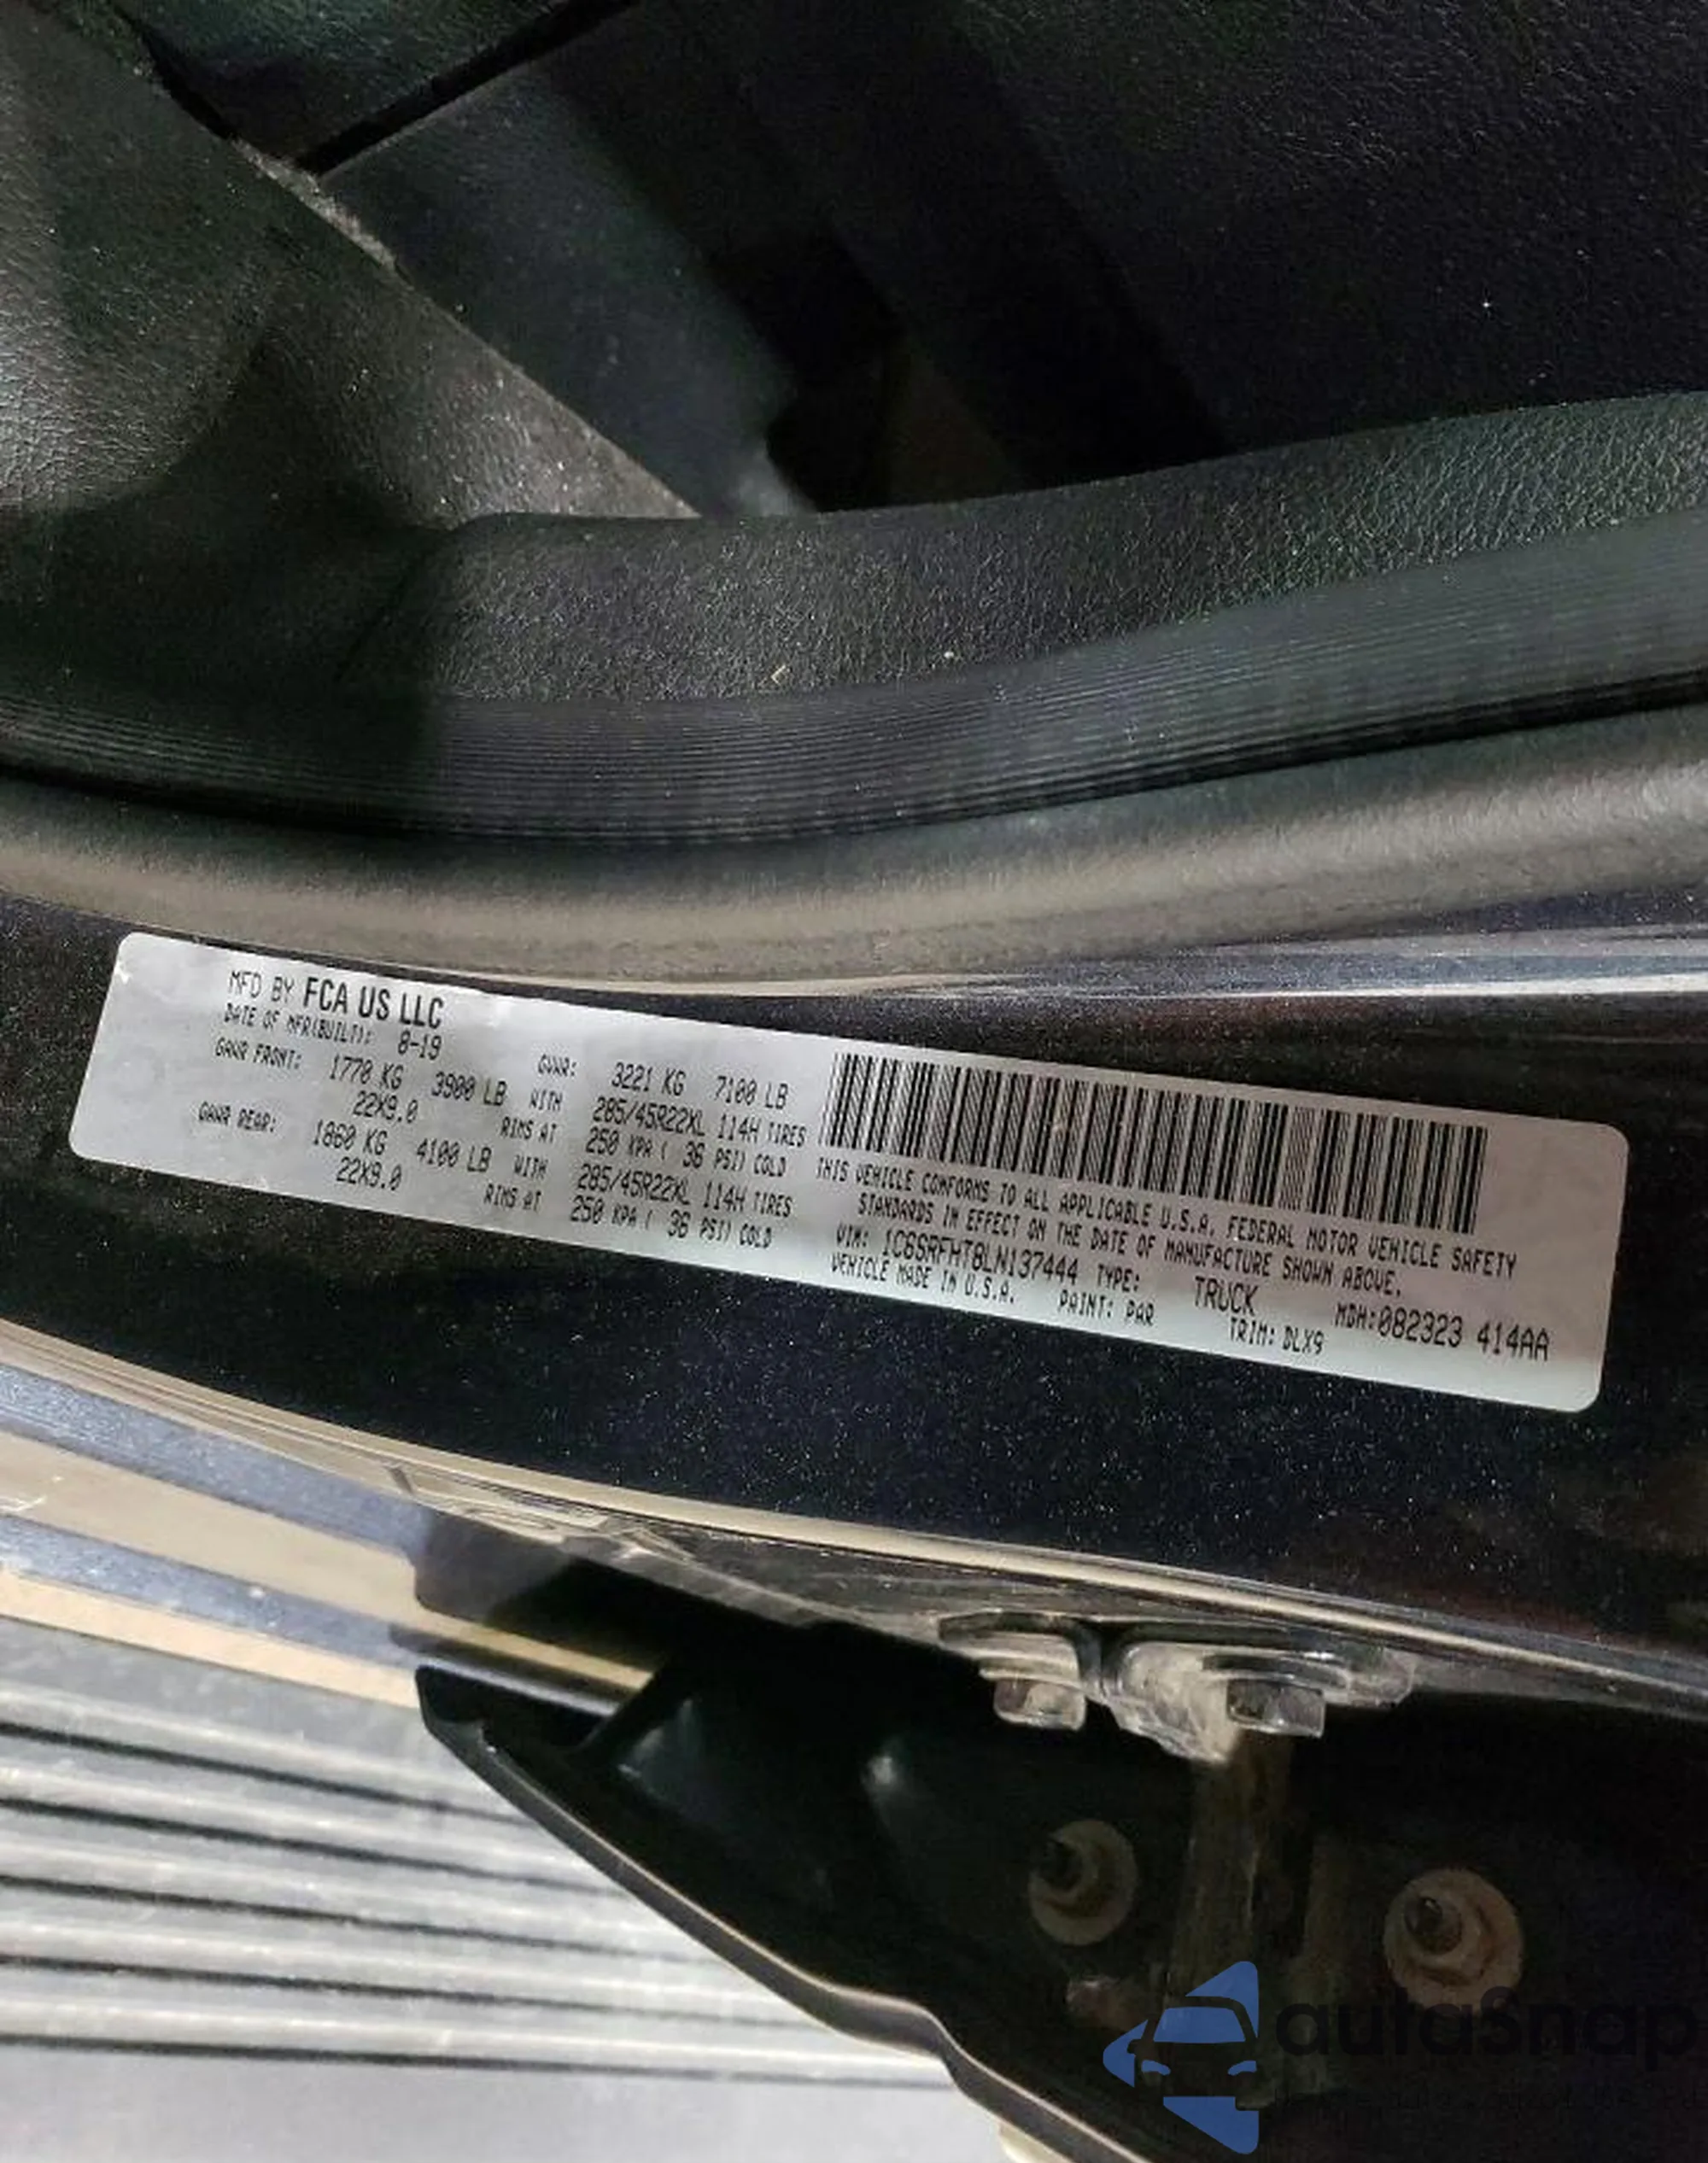 MFD BY FCA US LLC
DATE OF MFR(BUILT): 8-19 GVWR: 3221 KG 7100 LB
GAWR FRONT: 1770 KG 3900 LB WITH 285/45R22XL 114H TIRES
22X9.0 RIMS AT 250 KPA ( 36 PSI) COLD
GAWR REAR: 1860 KG 4100 LB WITH 285/45R22XL 114H TIRES
22X9.0 RIMS AT 250 KPA ( 36 PSI) COLD
THIS VEHICLE CONFORMS TO ALL APPLICABLE U.S.A. FEDERAL MOTOR VEHICLE SAFETY
STANDARDS IN EFFECT ON THE DATE OF MANUFACTURE SHOWN ABOVE.
VIN: 1C6SRFHT8LN137444 TYPE: TRUCK MDH:082323 414AA
VEHICLE MADE IN U.S.A. PAINT: PAR TRIM: DLX9
autaSnap